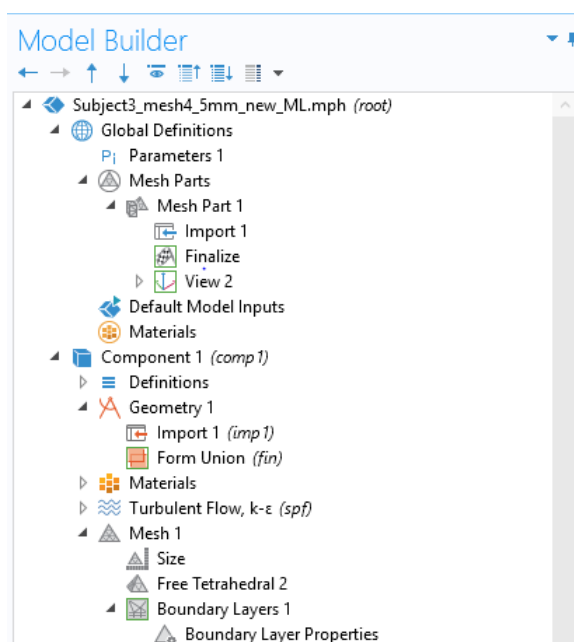 Model Builder
Subject3_mesh4_5mm_new_ML.mph (root)
Global Definitions
Pi Parameters 1
Mesh Parts
Mesh Part 1
Import 1
Finalize
View 2
Default Model Inputs
Materials
Component 1 (comp1)
Definitions
Geometry 1
Import 1 (imp1)
Form Union (fin)
Materials
Turbulent Flow, k-ε (spf)
Mesh 1
Size
Free Tetrahedral 2
Boundary Layers 1
Boundary Layer Properties